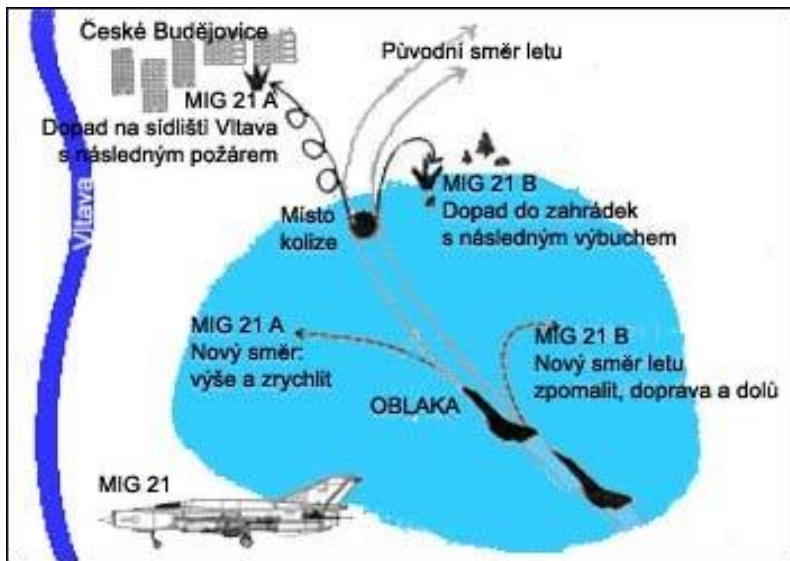 České Budějovice
Původní směr letu
MIG 21 A
Dopad na sídlišti Vltava
s následným požárem
Vltava
MIG 21 B
Dopad do zahrádek
s následným výbuchem
Místo
kolize
MIG 21 A
Nový směr:
výše a zrychlit
MIG 21 B
Nový směr letu
zpomalit, doprava a dolů
OBLAKA
MIG 21